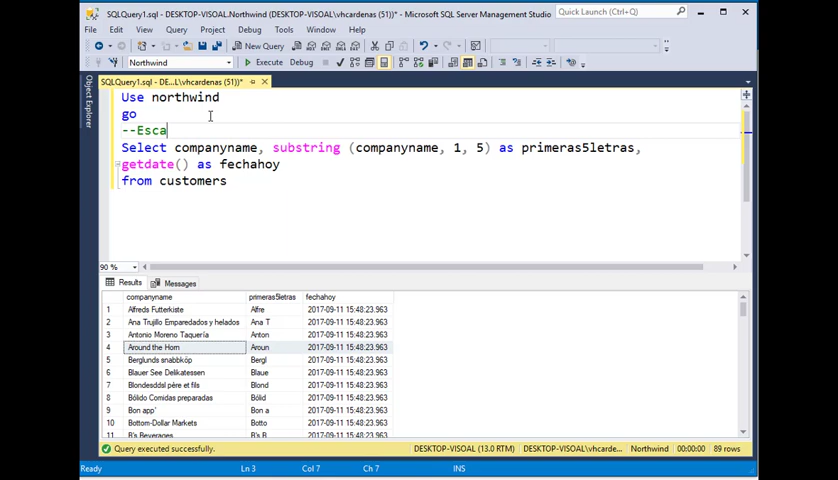 SQLQuery1.sql - DESKTOP-VISOAL.Northwind (DESKTOP-VISOAL\vhcardenas (51))* - Microsoft SQL Server Management Studio
Quick Launch (Ctrl+Q)
File Edit View Query Project Debug Tools Window Help
New Query
Northwind
Execute Debug
SQLQuery1.sql - DE...L\vhcardenas (51))*
Object Explorer
Use northwind
go
--Esca
Select companyname, substring (companyname, 1, 5) as primeras5letras,
getdate() as fechahoy
from customers
90 %
Results Messages
companyname primeras5letras fechahoy
1 Alfreds Futterkiste Alfre 2017-09-11 15:48:23.963
2 Ana Trujillo Emparedados y helados Ana T 2017-09-11 15:48:23.963
3 Antonio Moreno Taquería Anton 2017-09-11 15:48:23.963
4 Around the Horn Aroun 2017-09-11 15:48:23.963
5 Berglunds snabbköp Bergl 2017-09-11 15:48:23.963
6 Blauer See Delikatessen Blaue 2017-09-11 15:48:23.963
7 Blondesddsl père et fils Blond 2017-09-11 15:48:23.963
8 Bólido Comidas preparadas Bólid 2017-09-11 15:48:23.963
9 Bon app' Bon a 2017-09-11 15:48:23.963
10 Bottom-Dollar Markets Botto 2017-09-11 15:48:23.963
11 B's Beverages B's B 2017-09-11 15:48:23.963
Query executed successfully. DESKTOP-VISOAL (13.0 RTM) DESKTOP-VISOAL\vhcarde... Northwind 00:00:00 89 rows
Ready Ln 3 Col 7 Ch 7 INS